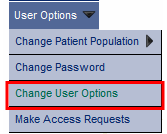 User Options
Change Patient Population
Change Password
Change User Options
Make Access Requests